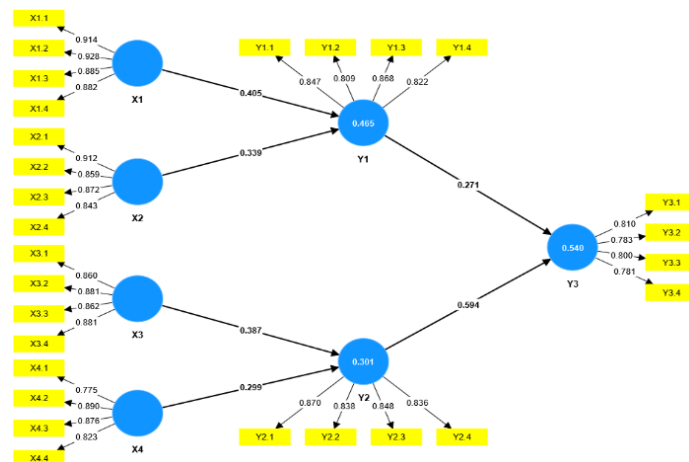 X1.1
0.914
X1.2
0.928
X1.3
0.885
X1.4
0.882
X1
X2.1
0.912
X2.2
0.859
X2.3
0.872
X2.4
0.843
X2
X3.1
0.860
X3.2
0.881
X3.3
0.862
X3.4
0.881
X3
X4.1
0.775
X4.2
0.890
X4.3
0.876
X4.4
0.823
X4
0.405
0.339
0.387
0.299
Y1.1 Y1.2 Y1.3 Y1.4
0.847 0.809 0.868 0.822
0.465
Y1
0.301
Y2
0.870 0.838 0.848 0.836
Y2.1 Y2.2 Y2.3 Y2.4
0.271
0.594
0.540
Y3
0.810
Y3.1
0.783
Y3.2
0.800
Y3.3
0.781
Y3.4